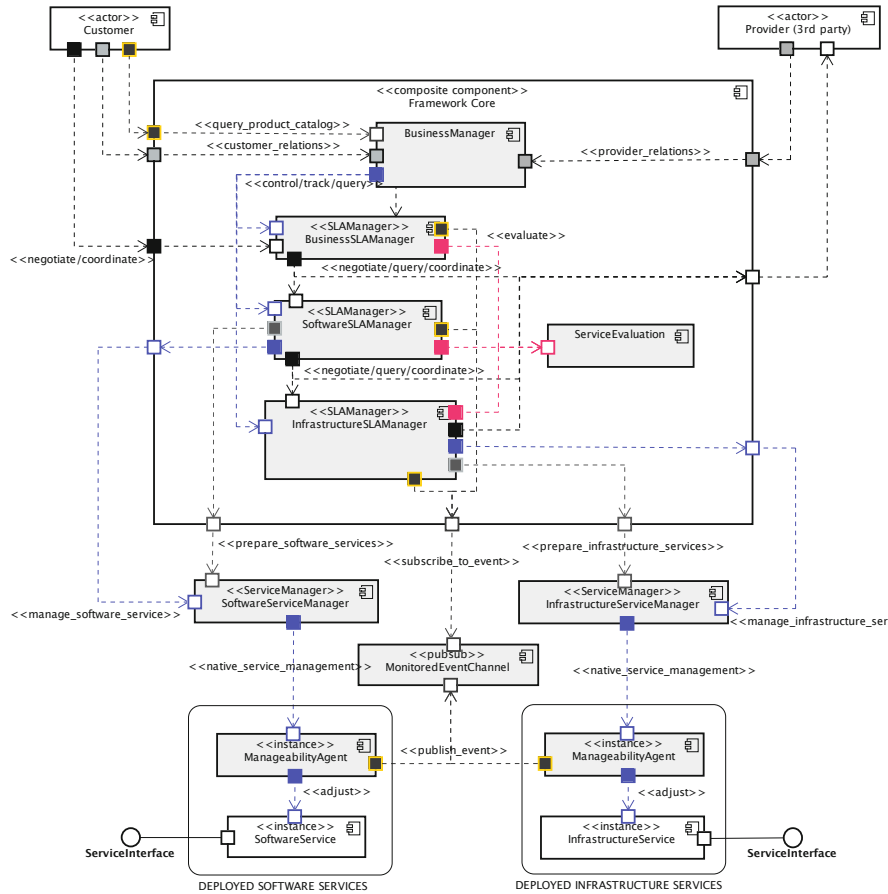 <<actor>>
Customer
<<actor>>
Provider (3rd party)
<<composite component>>
Framework Core
<<query_product_catalog>>
BusinessManager
<<customer_relations>>
<<provider_relations>>
<<control/track/query>>
<<SLAManager>>
BusinessSLAManager
<<evaluate>>
<<negotiate/coordinate>>
<<negotiate/query/coordinate>>
<<SLAManager>>
SoftwareSLAManager
ServiceEvaluation
<<negotiate/query/coordinate>>
<<SLAManager>>
InfrastructureSLAManager
<<prepare_software_services>>
<<prepare_infrastructure_services>>
<<subscribe_to_event>>
<<ServiceManager>>
SoftwareServiceManager
<<ServiceManager>>
InfrastructureServiceManager
<<manage_software_service>>
<<manage_infrastructure_ser
<<pubsub>>
MonitoredEventChannel
<<native_service_management>>
<<native_service_management>>
<<instance>>
ManageabilityAgent
<<publish_event>>
<<instance>>
ManageabilityAgent
<<adjust>>
<<adjust>>
<<instance>>
SoftwareService
<<instance>>
InfrastructureService
ServiceInterface
ServiceInterface
DEPLOYED SOFTWARE SERVICES
DEPLOYED INFRASTRUCTURE SERVICES